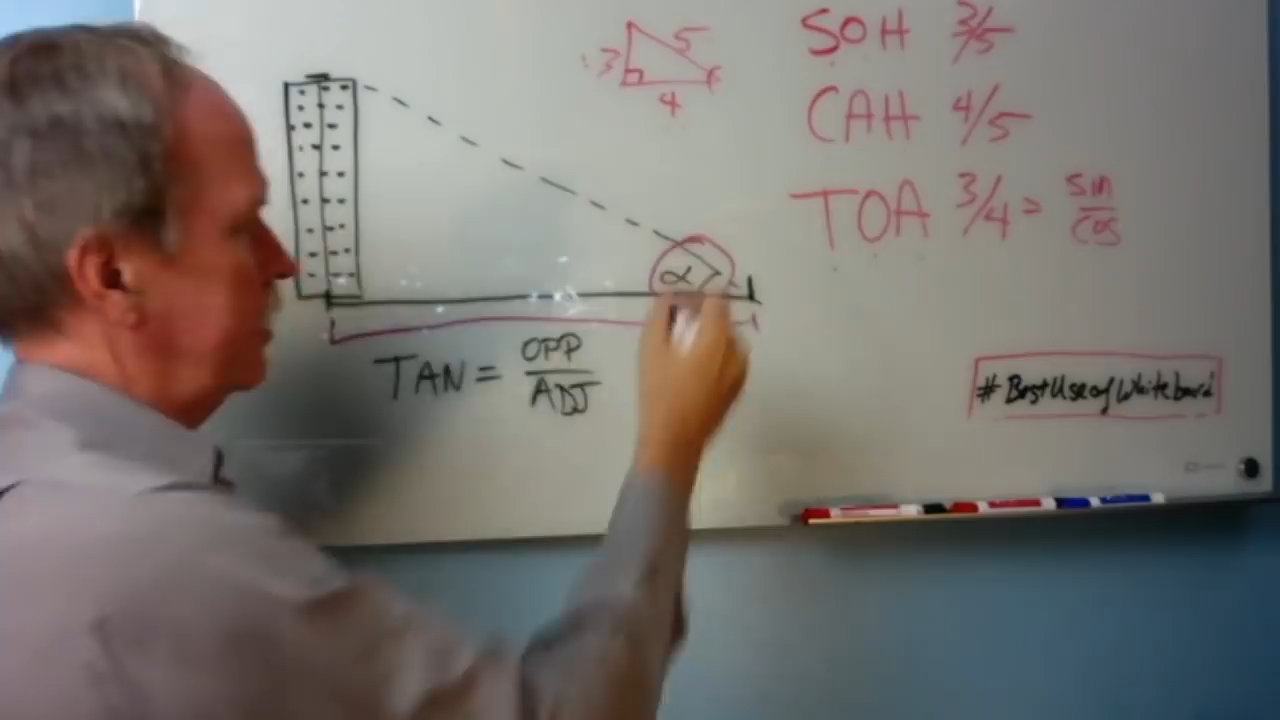 SOH 3/5
3 5
4
CAH 4/5
TOA 3/4 = sin
cos
α
TAN = OPP
ADJ
#BestUseofWhiteboard